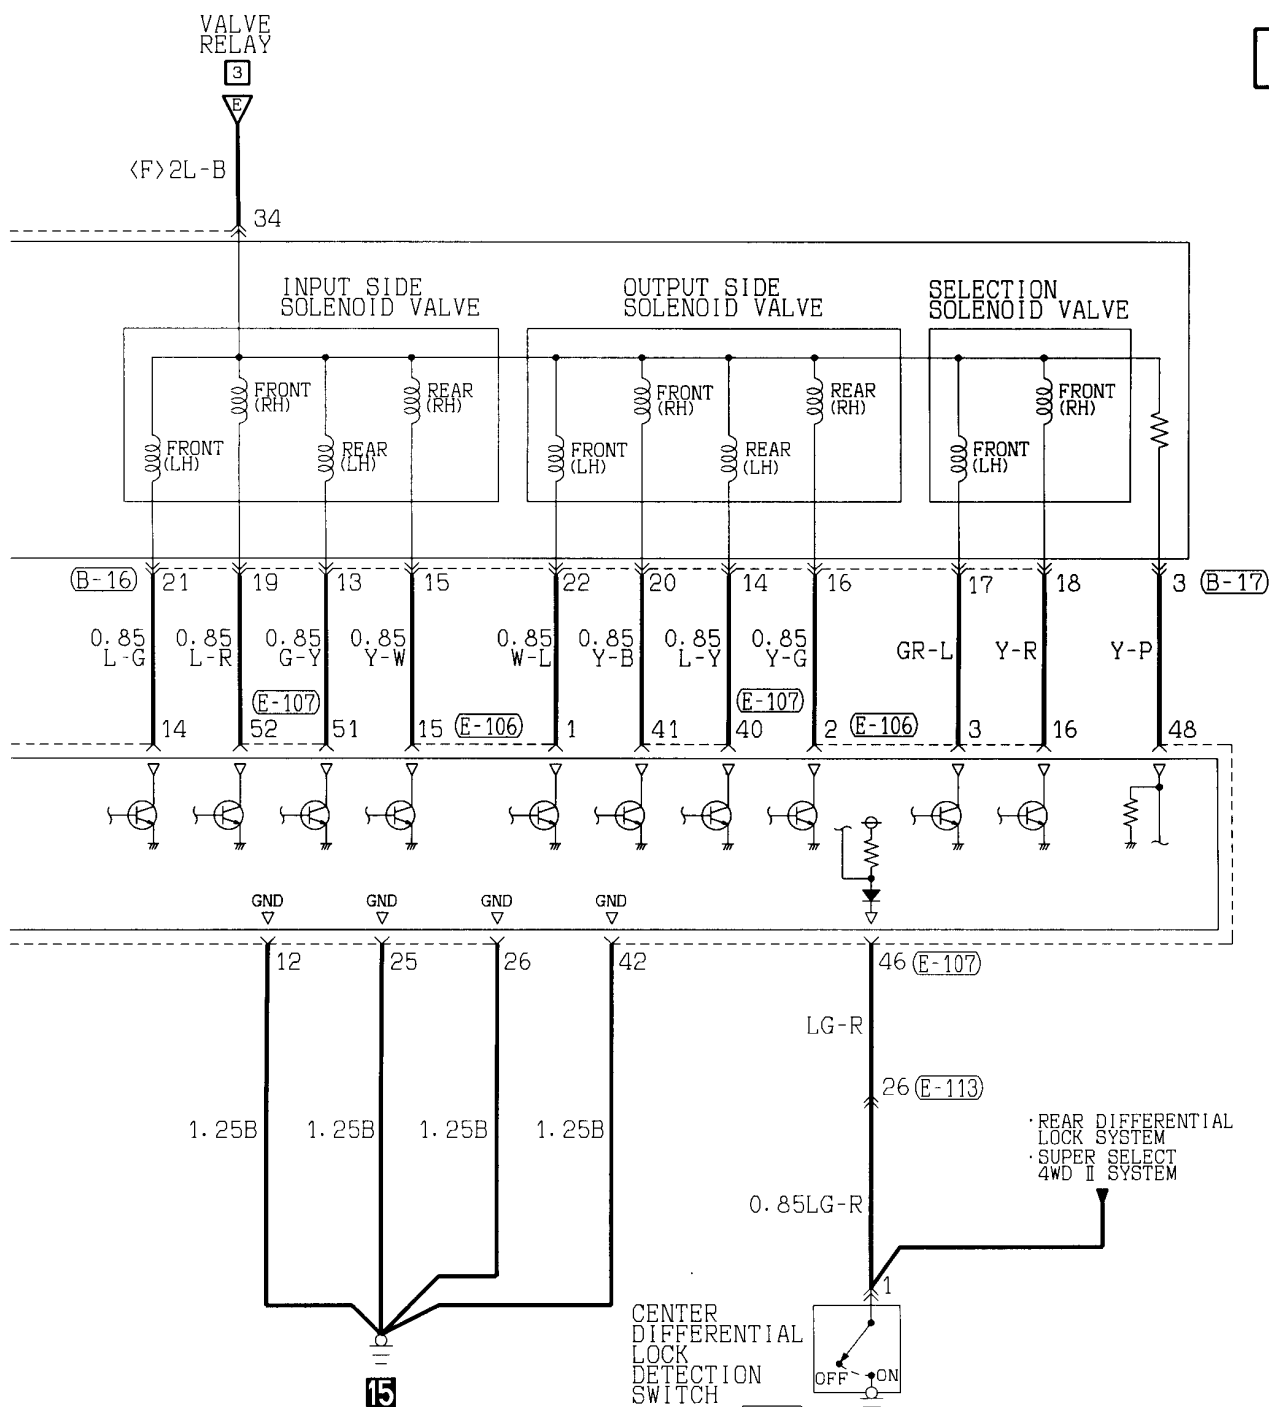 VALVE
RELAY
3
E
<F>2L-B
34
INPUT SIDE
SOLENOID VALVE
OUTPUT SIDE
SOLENOID VALVE
SELECTION
SOLENOID VALVE
FRONT
(RH)
REAR
(RH)
FRONT
(RH)
REAR
(RH)
FRONT
(RH)
FRONT
(LH)
REAR
(LH)
FRONT
(LH)
REAR
(LH)
FRONT
(LH)
B-16 21 19 13 15 22 20 14 16 17 18 3 B-17
0.85 0.85 0.85 0.85 0.85 0.85 0.85 0.85
L-G L-R G-Y Y-W W-L Y-B L-Y Y-G GR-L Y-R Y-P
E-107 E-107
14 52 51 15 E-106 1 41 40 2 E-106 3 16 48
GND GND GND GND
12 25 26 42 46 E-107
LG-R
26 E-113
1.25B 1.25B 1.25B 1.25B
·REAR DIFFERENTIAL
LOCK SYSTEM
·SUPER SELECT
4WD Ⅱ SYSTEM
0.85LG-R
1
CENTER
DIFFERENTIAL
LOCK
DETECTION
SWITCH
OFF ON
15